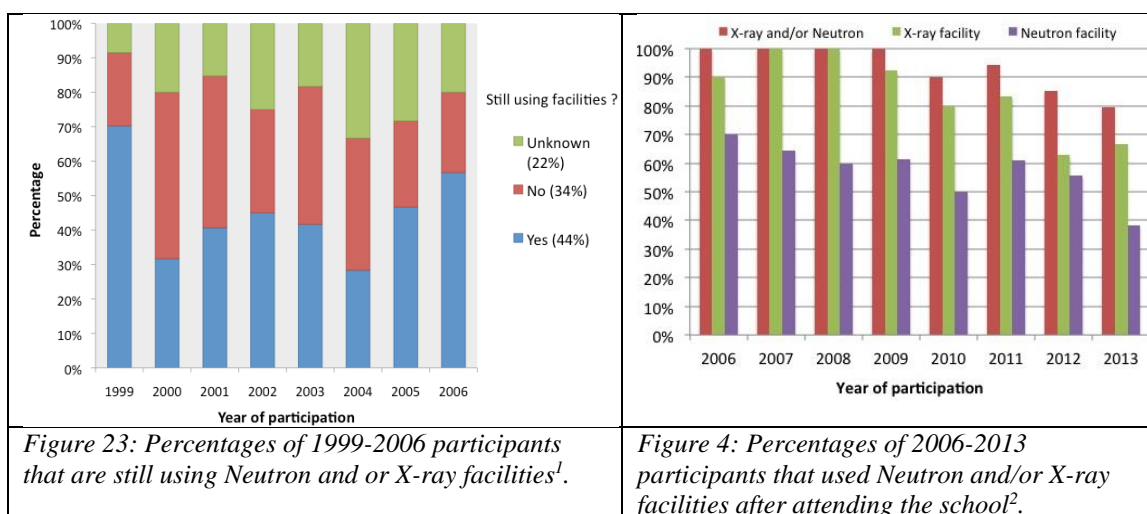 100%
90%
80%
70%
60%
50%
40%
30%
20%
10%
0%
Percentage
1999 2000 2001 2002 2003 2004 2005 2006
Year of participation
Still using facilities ?
Unknown
(22%)
No (34%)
Yes (44%)
Figure 23: Percentages of 1999-2006 participants
that are still using Neutron and or X-ray facilities¹.
X-ray and/or Neutron X-ray facility Neutron facility
100%
90%
80%
70%
60%
50%
40%
30%
20%
10%
0%
2006 2007 2008 2009 2010 2011 2012 2013
Year of participation
Figure 4: Percentages of 2006-2013
participants that used Neutron and/or X-ray
facilities after attending the school².